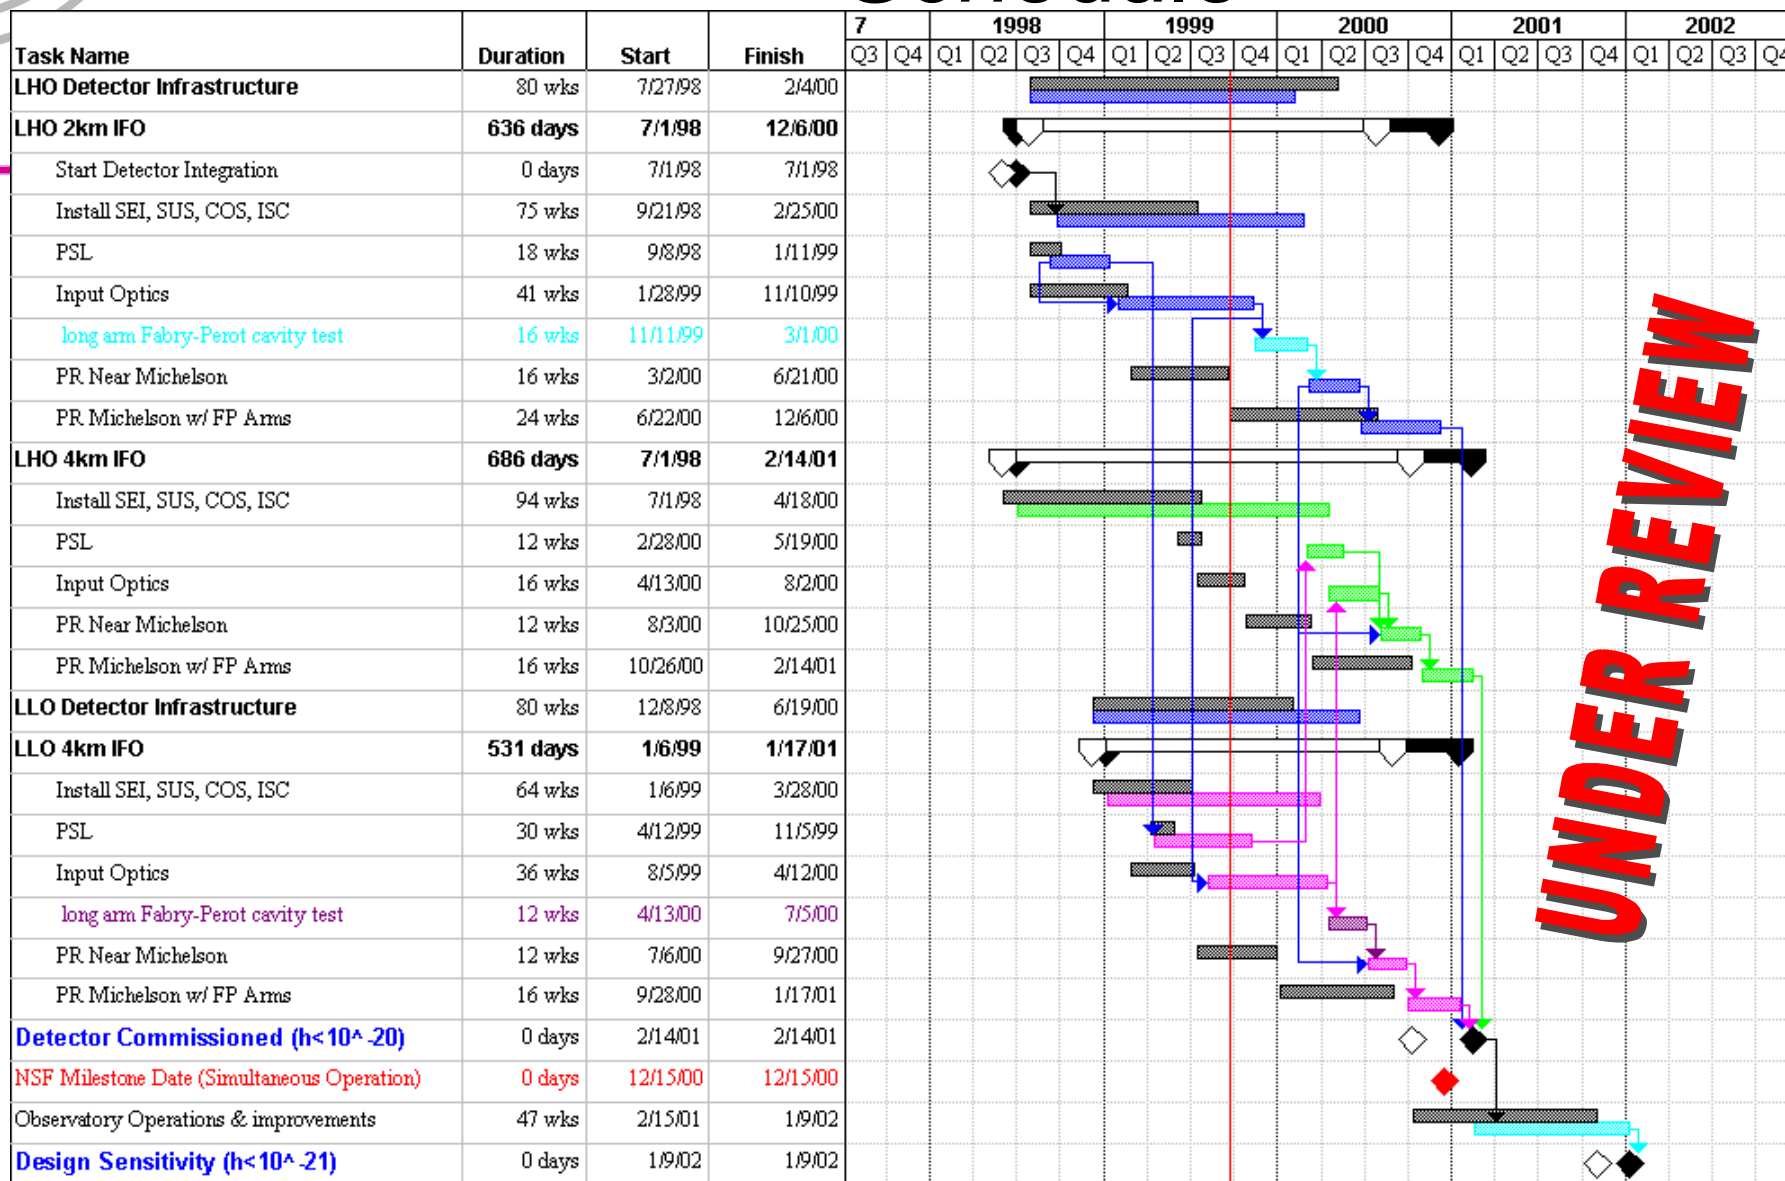 Schedule
7 1998 1999 2000 2001 2002
Task Name Duration Start Finish Q3 Q4 Q1 Q2 Q3 Q4 Q1 Q2 Q3 Q4 Q1 Q2 Q3 Q4 Q1 Q2 Q3 Q4 Q1 Q2 Q3 Q4
LHO Detector Infrastructure 80 wks 7/27/98 2/4/00
LHO 2km IFO 636 days 7/1/98 12/6/00
Start Detector Integration 0 days 7/1/98 7/1/98
Install SEI, SUS, COS, ISC 75 wks 9/21/98 2/25/00
PSL 18 wks 9/8/98 1/11/99
Input Optics 41 wks 1/28/99 11/10/99
long arm Fabry-Perot cavity test 16 wks 11/11/99 3/1/00
PR Near Michelson 16 wks 3/2/00 6/21/00
PR Michelson w/ FP Arms 24 wks 6/22/00 12/6/00
LHO 4km IFO 686 days 7/1/98 2/14/01
Install SEI, SUS, COS, ISC 94 wks 7/1/98 4/18/00
PSL 12 wks 2/28/00 5/19/00
Input Optics 16 wks 4/13/00 8/2/00
PR Near Michelson 12 wks 8/3/00 10/25/00
PR Michelson w/ FP Arms 16 wks 10/26/00 2/14/01
LLO Detector Infrastructure 80 wks 12/8/98 6/19/00
LLO 4km IFO 531 days 1/6/99 1/17/01
Install SEI, SUS, COS, ISC 64 wks 1/6/99 3/28/00
PSL 30 wks 4/12/99 11/5/99
Input Optics 36 wks 8/5/99 4/12/00
long arm Fabry-Perot cavity test 12 wks 4/13/00 7/5/00
PR Near Michelson 12 wks 7/6/00 9/27/00
PR Michelson w/ FP Arms 16 wks 9/28/00 1/17/01
Detector Commissioned (h<10^-20) 0 days 2/14/01 2/14/01
NSF Milestone Date (Simultaneous Operation) 0 days 12/15/00 12/15/00
Observatory Operations & improvements 47 wks 2/15/01 1/9/02
Design Sensitivity (h<10^-21) 0 days 1/9/02 1/9/02
UNDER REVIEW